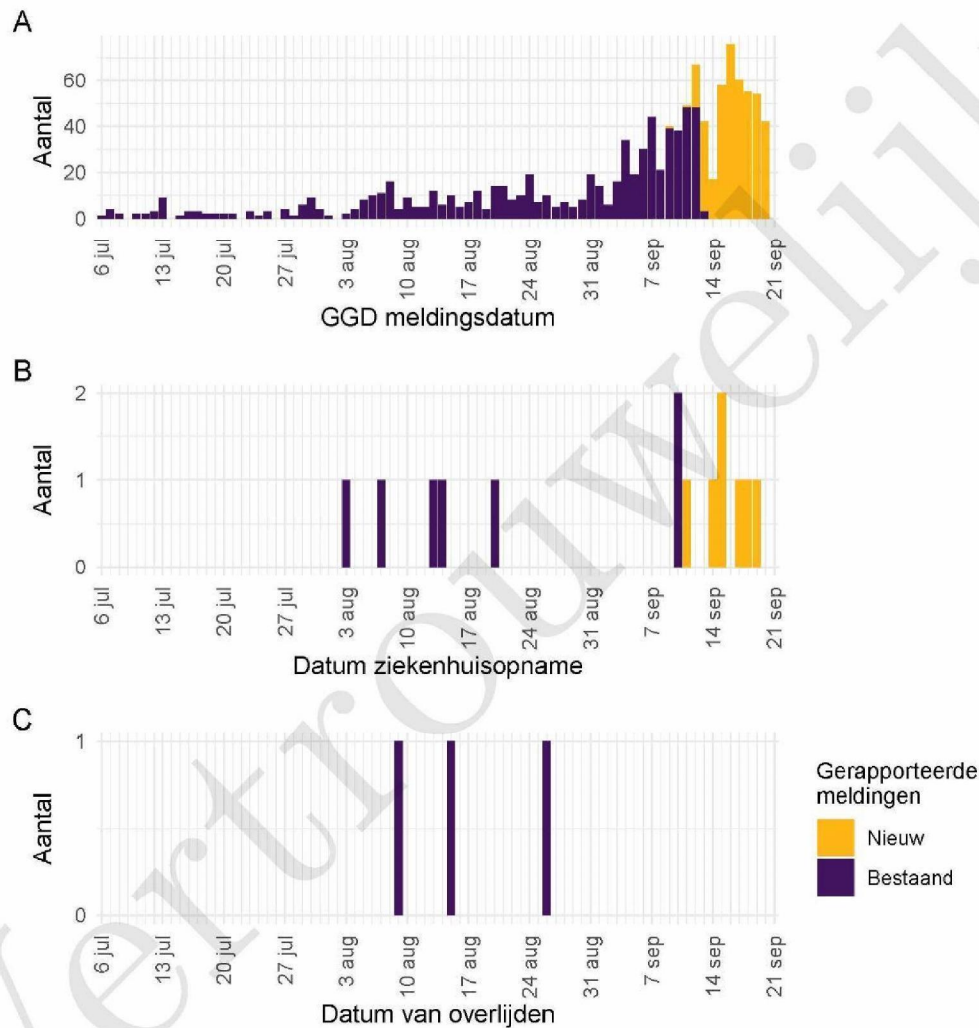 A
Aantal
60
40
20
0
6 jul
13 jul
20 jul
27 jul
3 aug
10 aug
17 aug
24 aug
31 aug
7 sep
14 sep
21 sep
GGD meldingsdatum
B
Aantal
2
1
0
6 jul
13 jul
20 jul
27 jul
3 aug
10 aug
17 aug
24 aug
31 aug
7 sep
14 sep
21 sep
Datum ziekenhuisopname
C
Aantal
1
0
6 jul
13 jul
20 jul
27 jul
3 aug
10 aug
17 aug
24 aug
31 aug
7 sep
14 sep
21 sep
Datum van overlijden
Gerapporteerde
meldingen
Nieuw
Bestaand